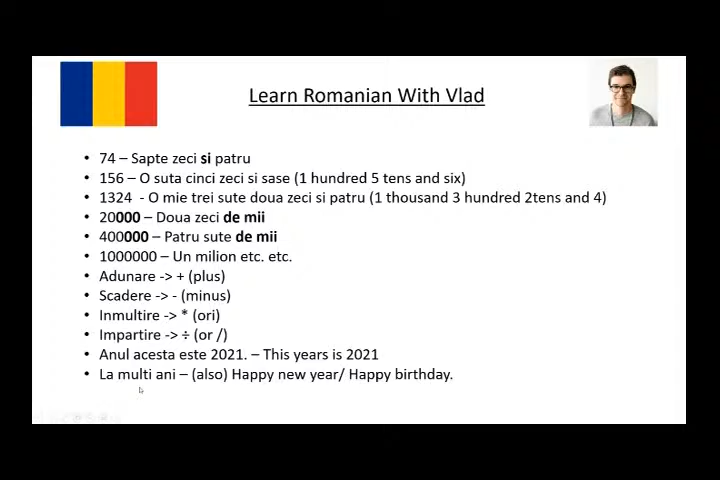 Learn Romanian With Vlad
• 74 – Sapte zeci si patru
• 156 – O suta cinci zeci si sase (1 hundred 5 tens and six)
• 1324 - O mie trei sute doua zeci si patru (1 thousand 3 hundred 2tens and 4)
• 20000 – Doua zeci de mii
• 400000 – Patru sute de mii
• 1000000 – Un milion etc. etc.
• Adunare -> + (plus)
• Scadere -> - (minus)
• Inmultire -> * (ori)
• Impartire -> ÷ (or /)
• Anul acesta este 2021. – This years is 2021
• La multi ani – (also) Happy new year/ Happy birthday.